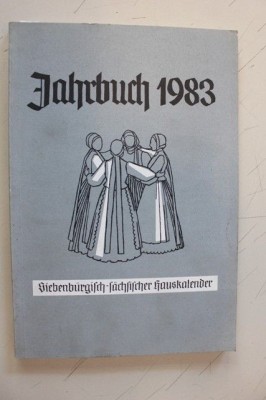 Jahrbuch 1983
Siebenbürgisch-sächsischer Hauskalender